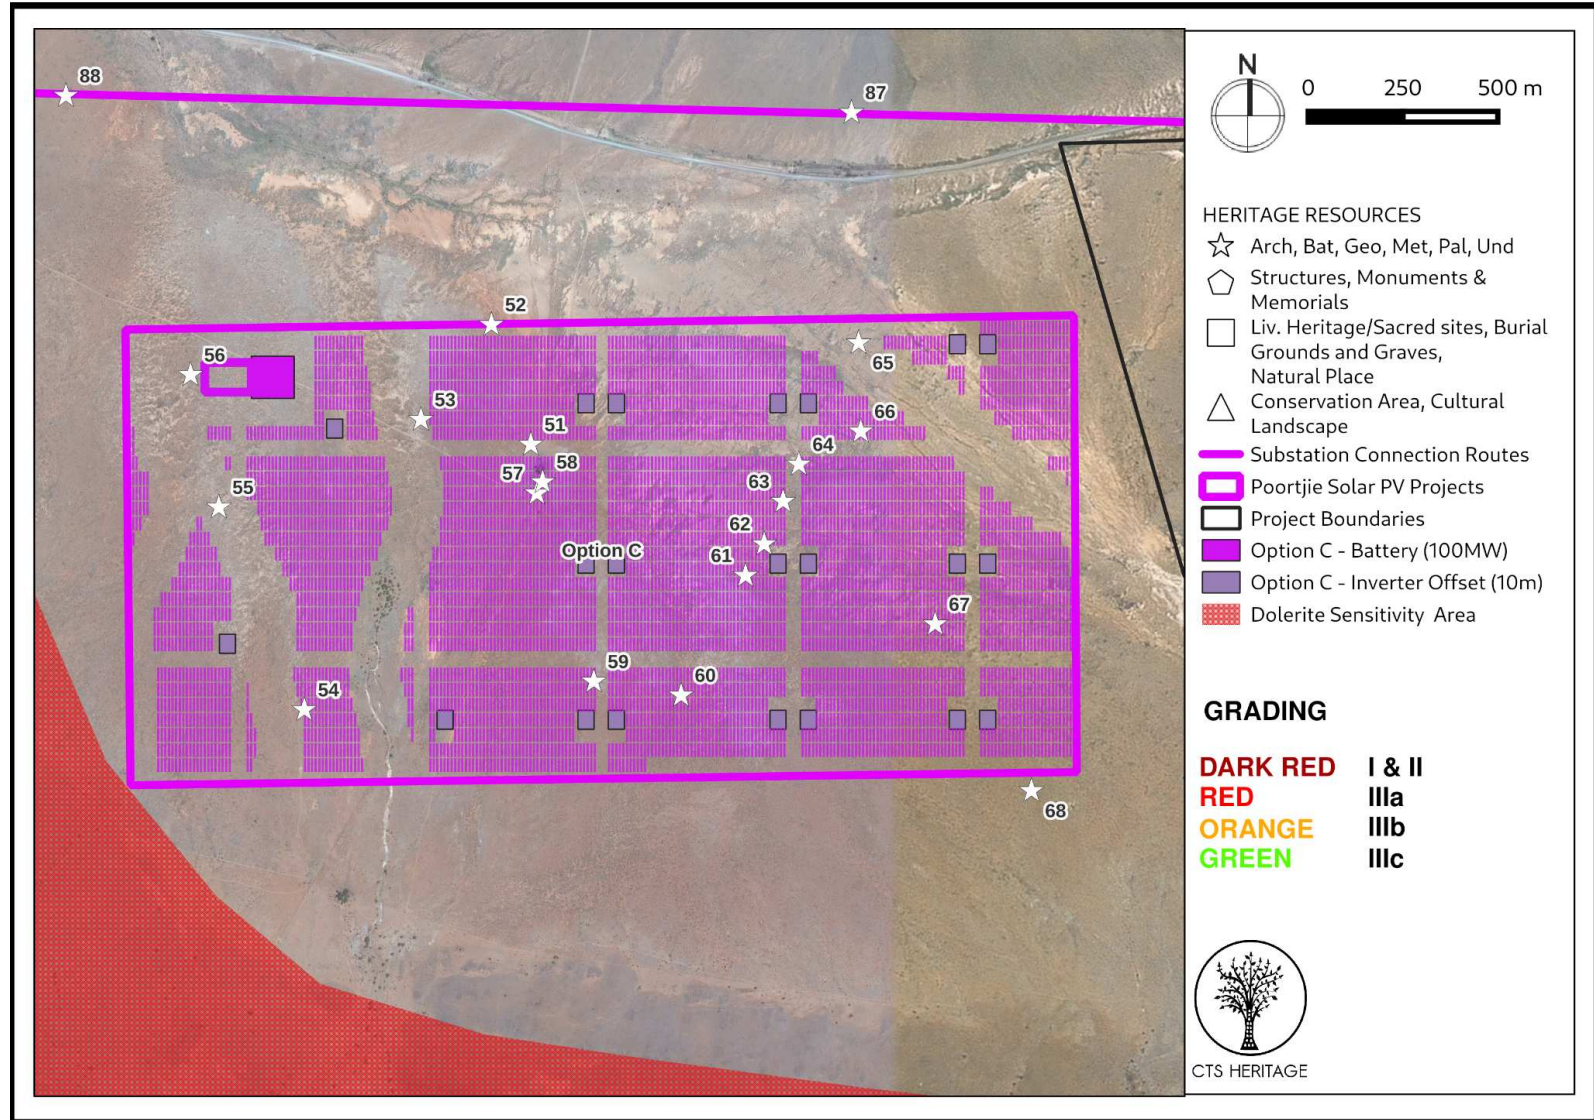 88
87
52
56
53
65
51
66
58
64
57
63
55
62
Option C
61
67
59
60
54
68
N
0 250 500 m
HERITAGE RESOURCES
Arch, Bat, Geo, Met, Pal, Und
Structures, Monuments &
Memorials
Liv. Heritage/Sacred sites, Burial
Grounds and Graves,
Natural Place
Conservation Area, Cultural
Landscape
Substation Connection Routes
Poortjie Solar PV Projects
Project Boundaries
Option C - Battery (100MW)
Option C - Inverter Offset (10m)
Dolerite Sensitivity Area
GRADING
DARK RED I & II
RED IIIa
ORANGE IIIb
GREEN IIIc
CTS HERITAGE